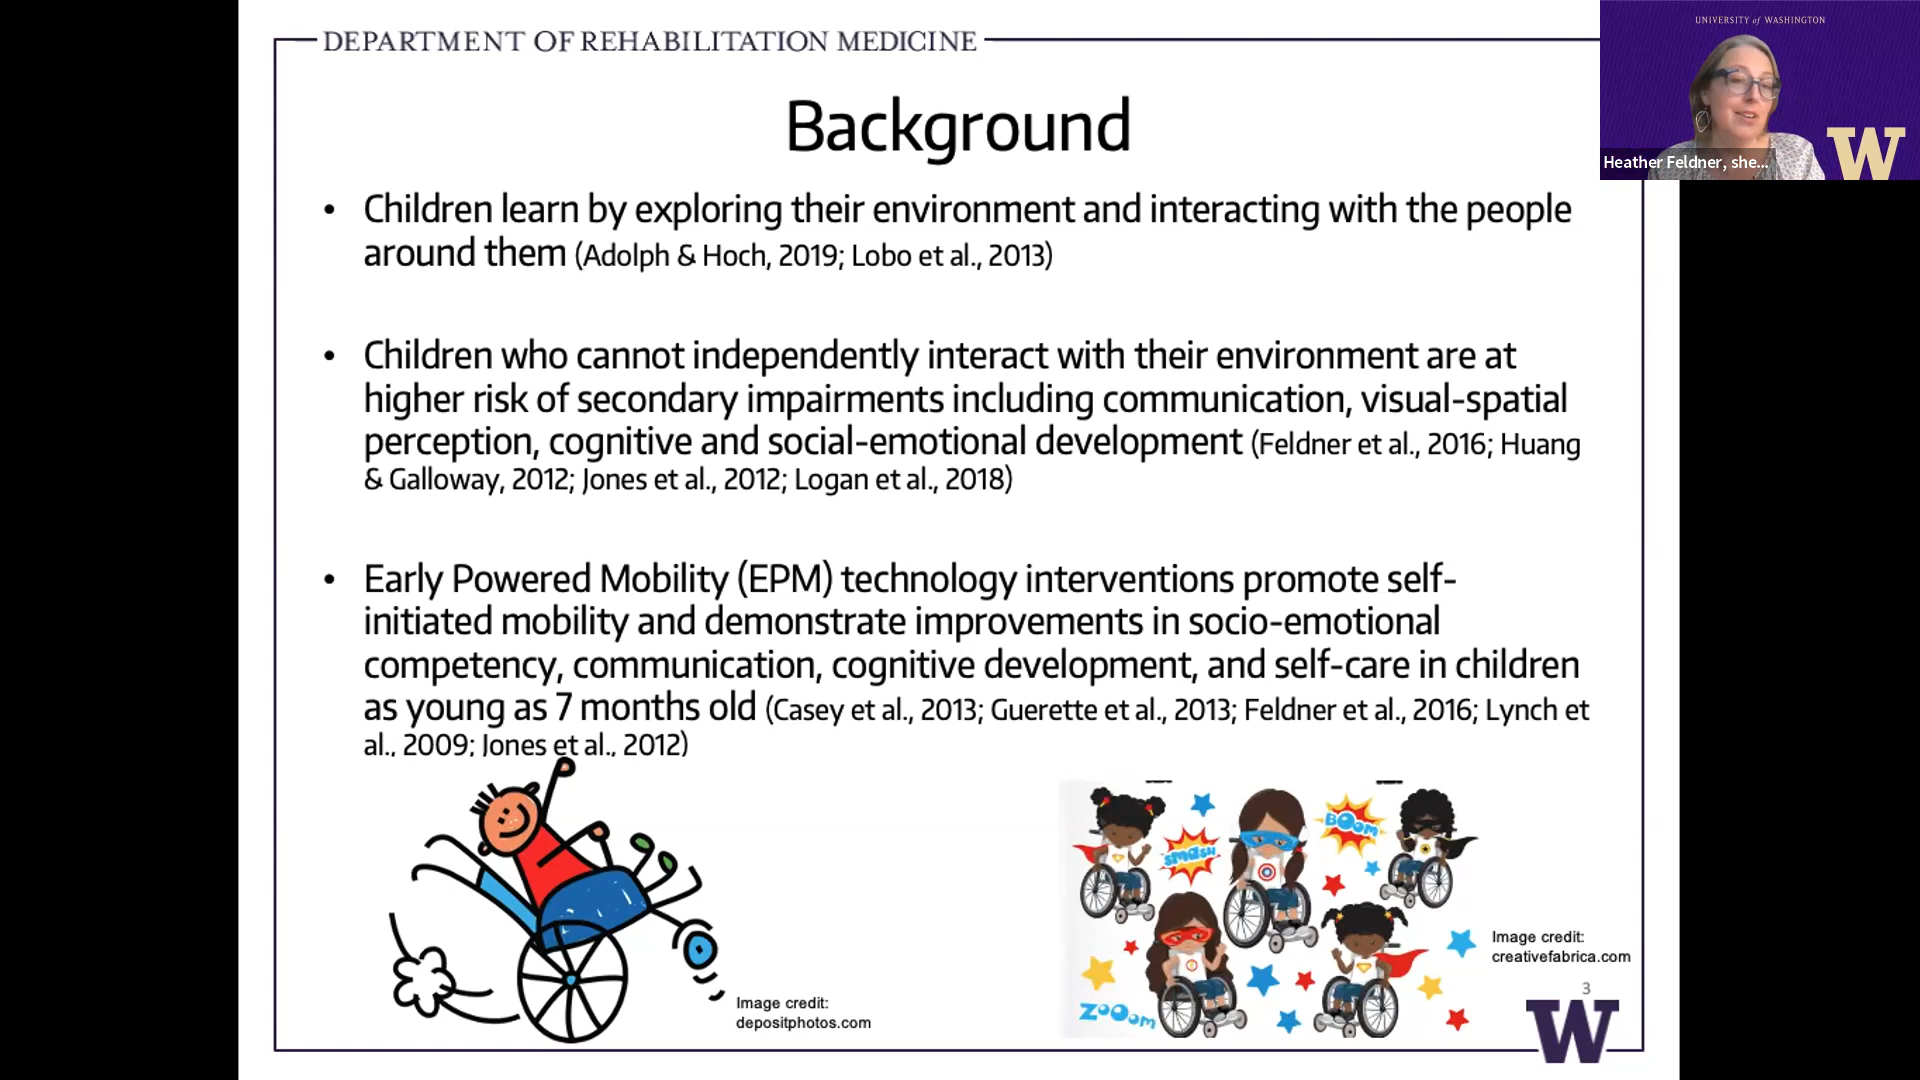 DEPARTMENT OF REHABILITATION MEDICINE
UNIVERSITY of WASHINGTON
W
Heather Feldner, she...
Background
• Children learn by exploring their environment and interacting with the people
around them (Adolph & Hoch, 2019; Lobo et al., 2013)
• Children who cannot independently interact with their environment are at
higher risk of secondary impairments including communication, visual-spatial
perception, cognitive and social-emotional development (Feldner et al., 2016; Huang
& Galloway, 2012; Jones et al., 2012; Logan et al., 2018)
• Early Powered Mobility (EPM) technology interventions promote self-
initiated mobility and demonstrate improvements in socio-emotional
competency, communication, cognitive development, and self-care in children
as young as 7 months old (Casey et al., 2013; Guerette et al., 2013; Feldner et al., 2016; Lynch et
al., 2009; Jones et al., 2012)
Image credit:
depositphotos.com
smash
BOom
ZoOom
Image credit:
creativefabrica.com
3
W